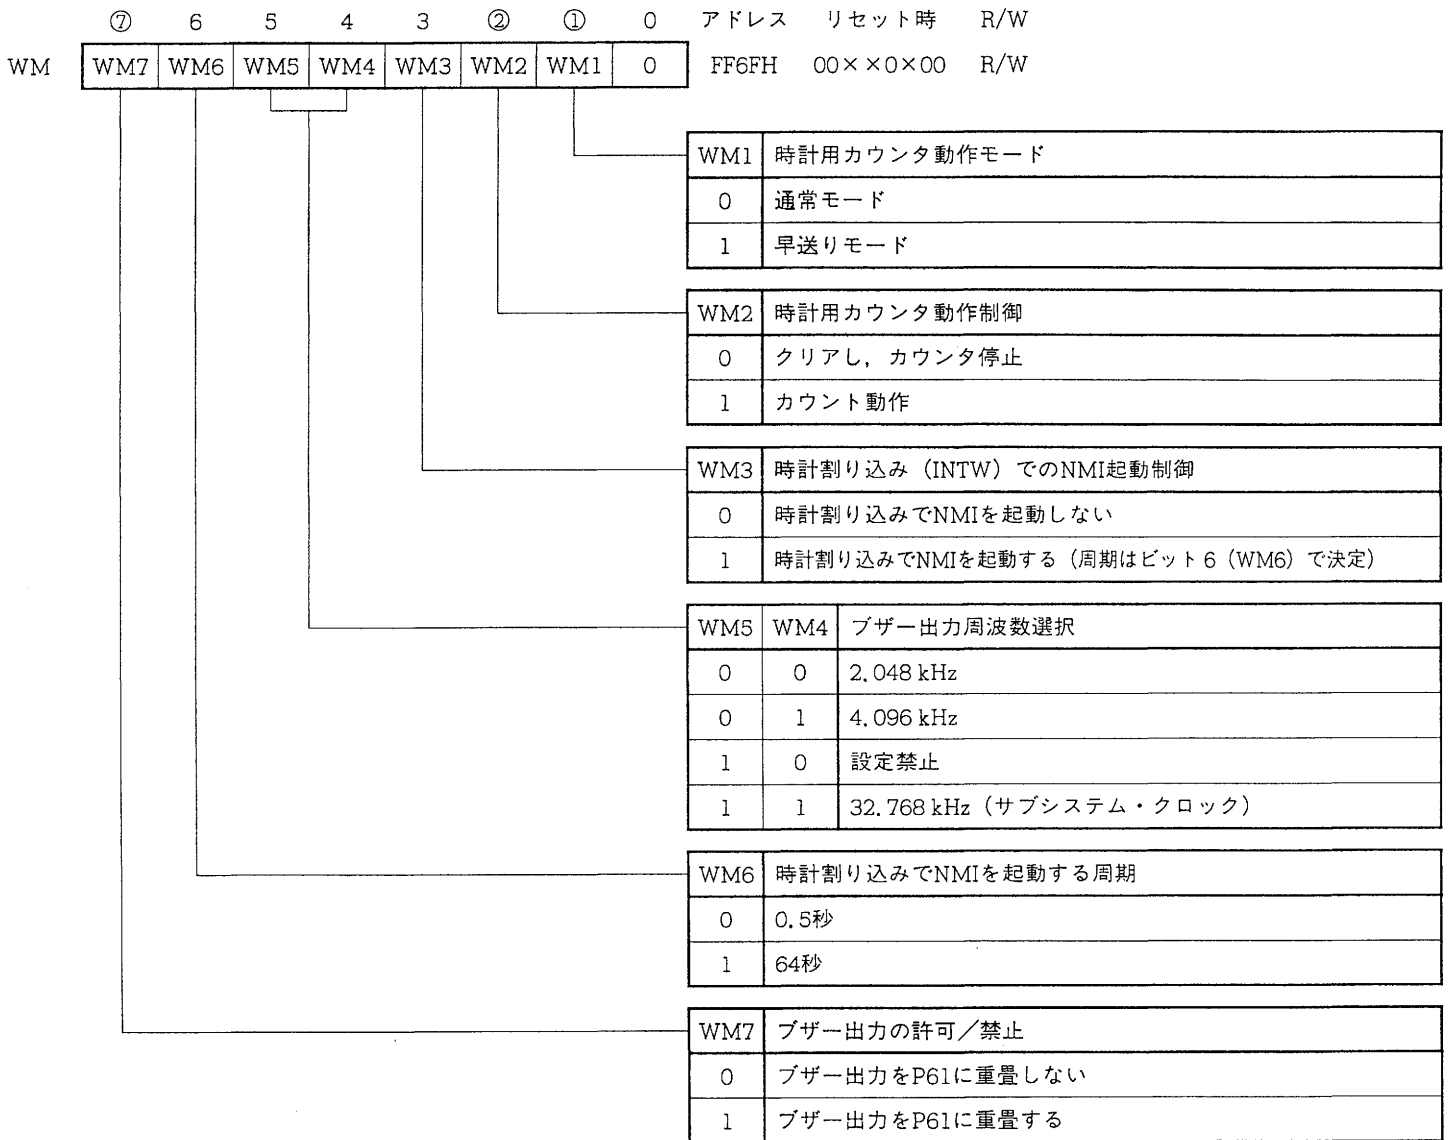 ⑦ 6 5 4 3 ② ① 0 アドレス リセット時 R/W
WM WM7 WM6 WM5 WM4 WM3 WM2 WM1 0 FF6FH 00××0×00 R/W
WM1 時計用カウンタ動作モード
0 通常モード
1 早送りモード
WM2 時計用カウンタ動作制御
0 クリアし，カウンタ停止
1 カウント動作
WM3 時計割り込み（INTW）でのNMI起動制御
0 時計割り込みでNMIを起動しない
1 時計割り込みでNMIを起動する（周期はビット6（WM6）で決定）
WM5 WM4 ブザー出力周波数選択
0 0 2.048 kHz
0 1 4.096 kHz
1 0 設定禁止
1 1 32.768 kHz（サブシステム・クロック）
WM6 時計割り込みでNMIを起動する周期
0 0.5秒
1 64秒
WM7 ブザー出力の許可／禁止
0 ブザー出力をP61に重畳しない
1 ブザー出力をP61に重畳する